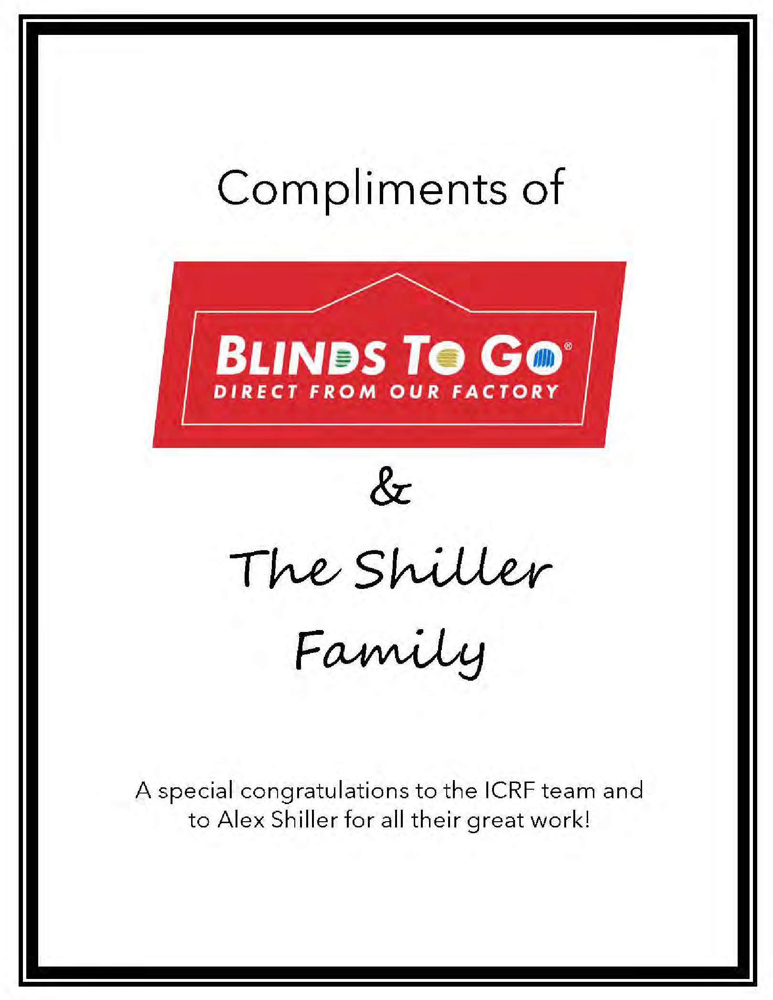 Compliments of
BLINDS TO GO®
DIRECT FROM OUR FACTORY
&
The Shiller
Family
A special congratulations to the ICRF team and
to Alex Shiller for all their great work!